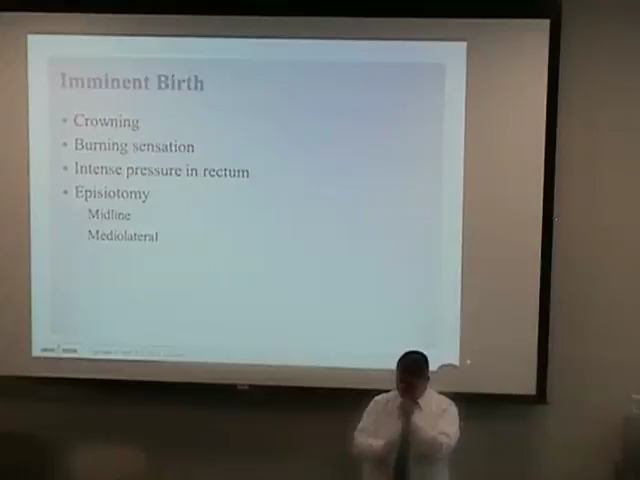 Imminent Birth
Crowning
Burning sensation
Intense pressure in rectum
Episiotomy
Midline
Mediolateral